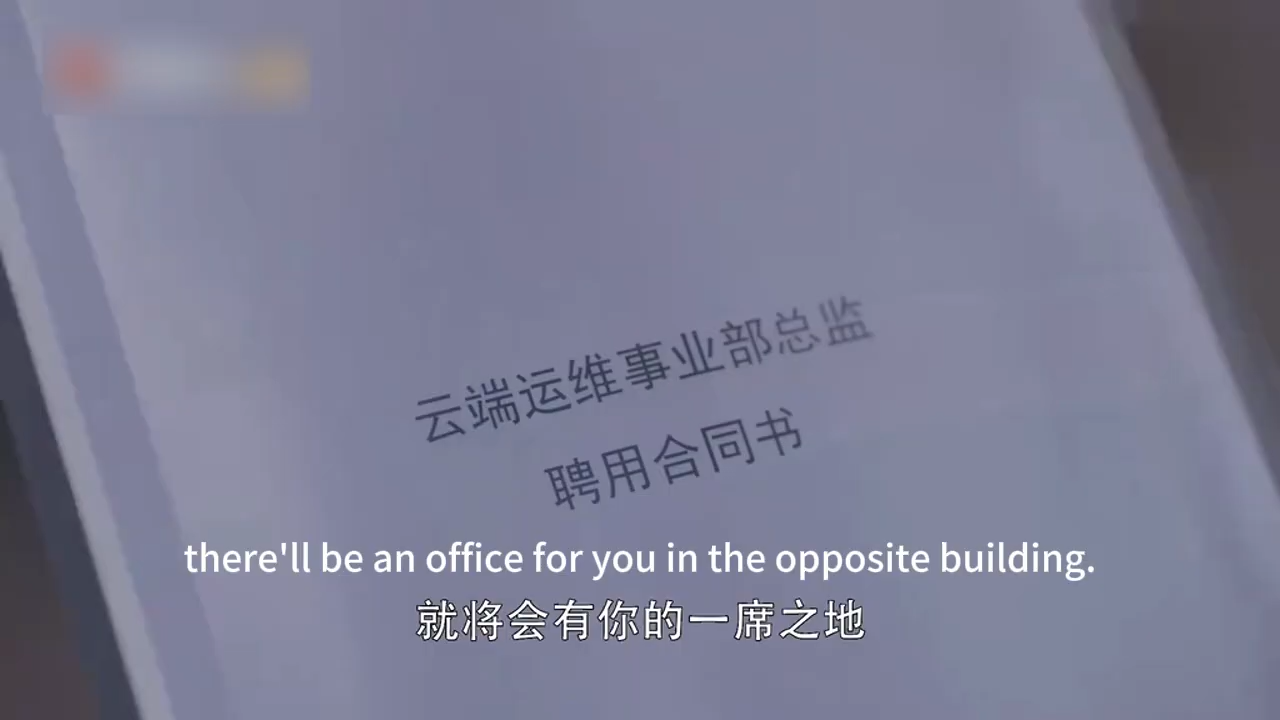 云端运维事业部总监
聘用合同书
there'll be an office for you in the opposite building.
就将会有你的一席之地